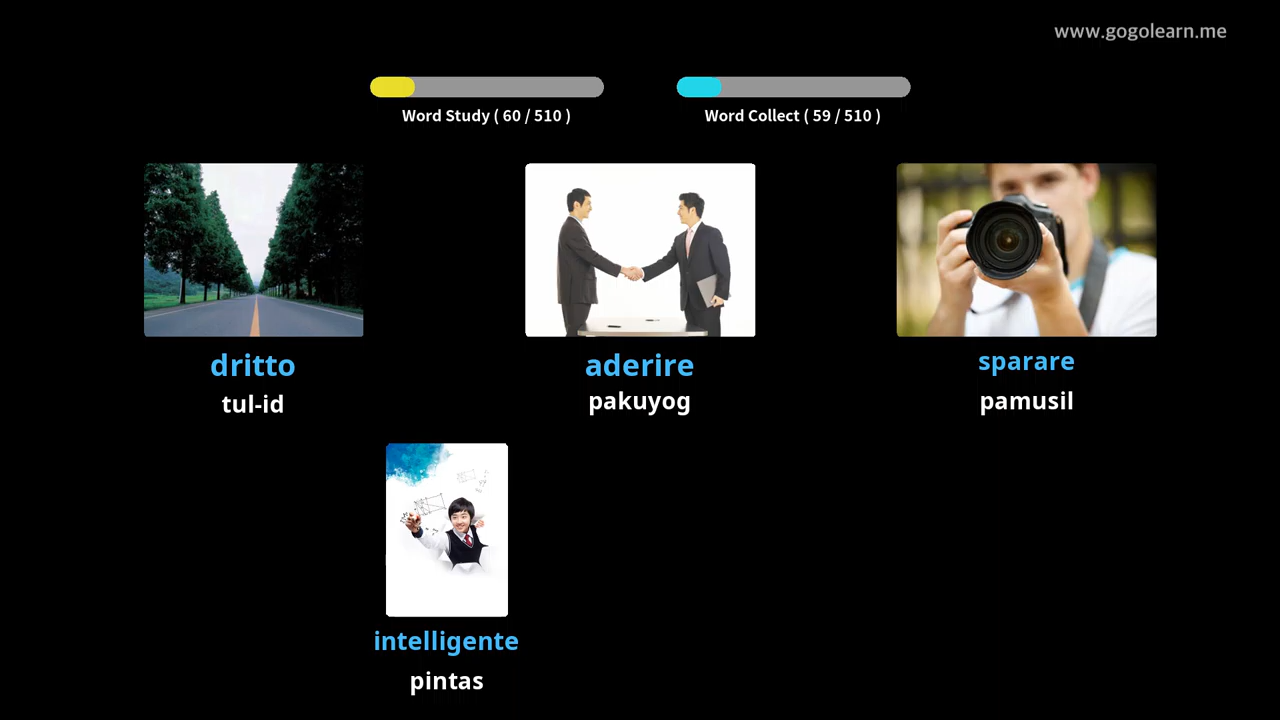 www.gogolearn.me
Word Study ( 60 / 510 )
Word Collect ( 59 / 510 )
dritto
tul-id
aderire
pakuyog
sparare
pamusil
intelligente
pintas